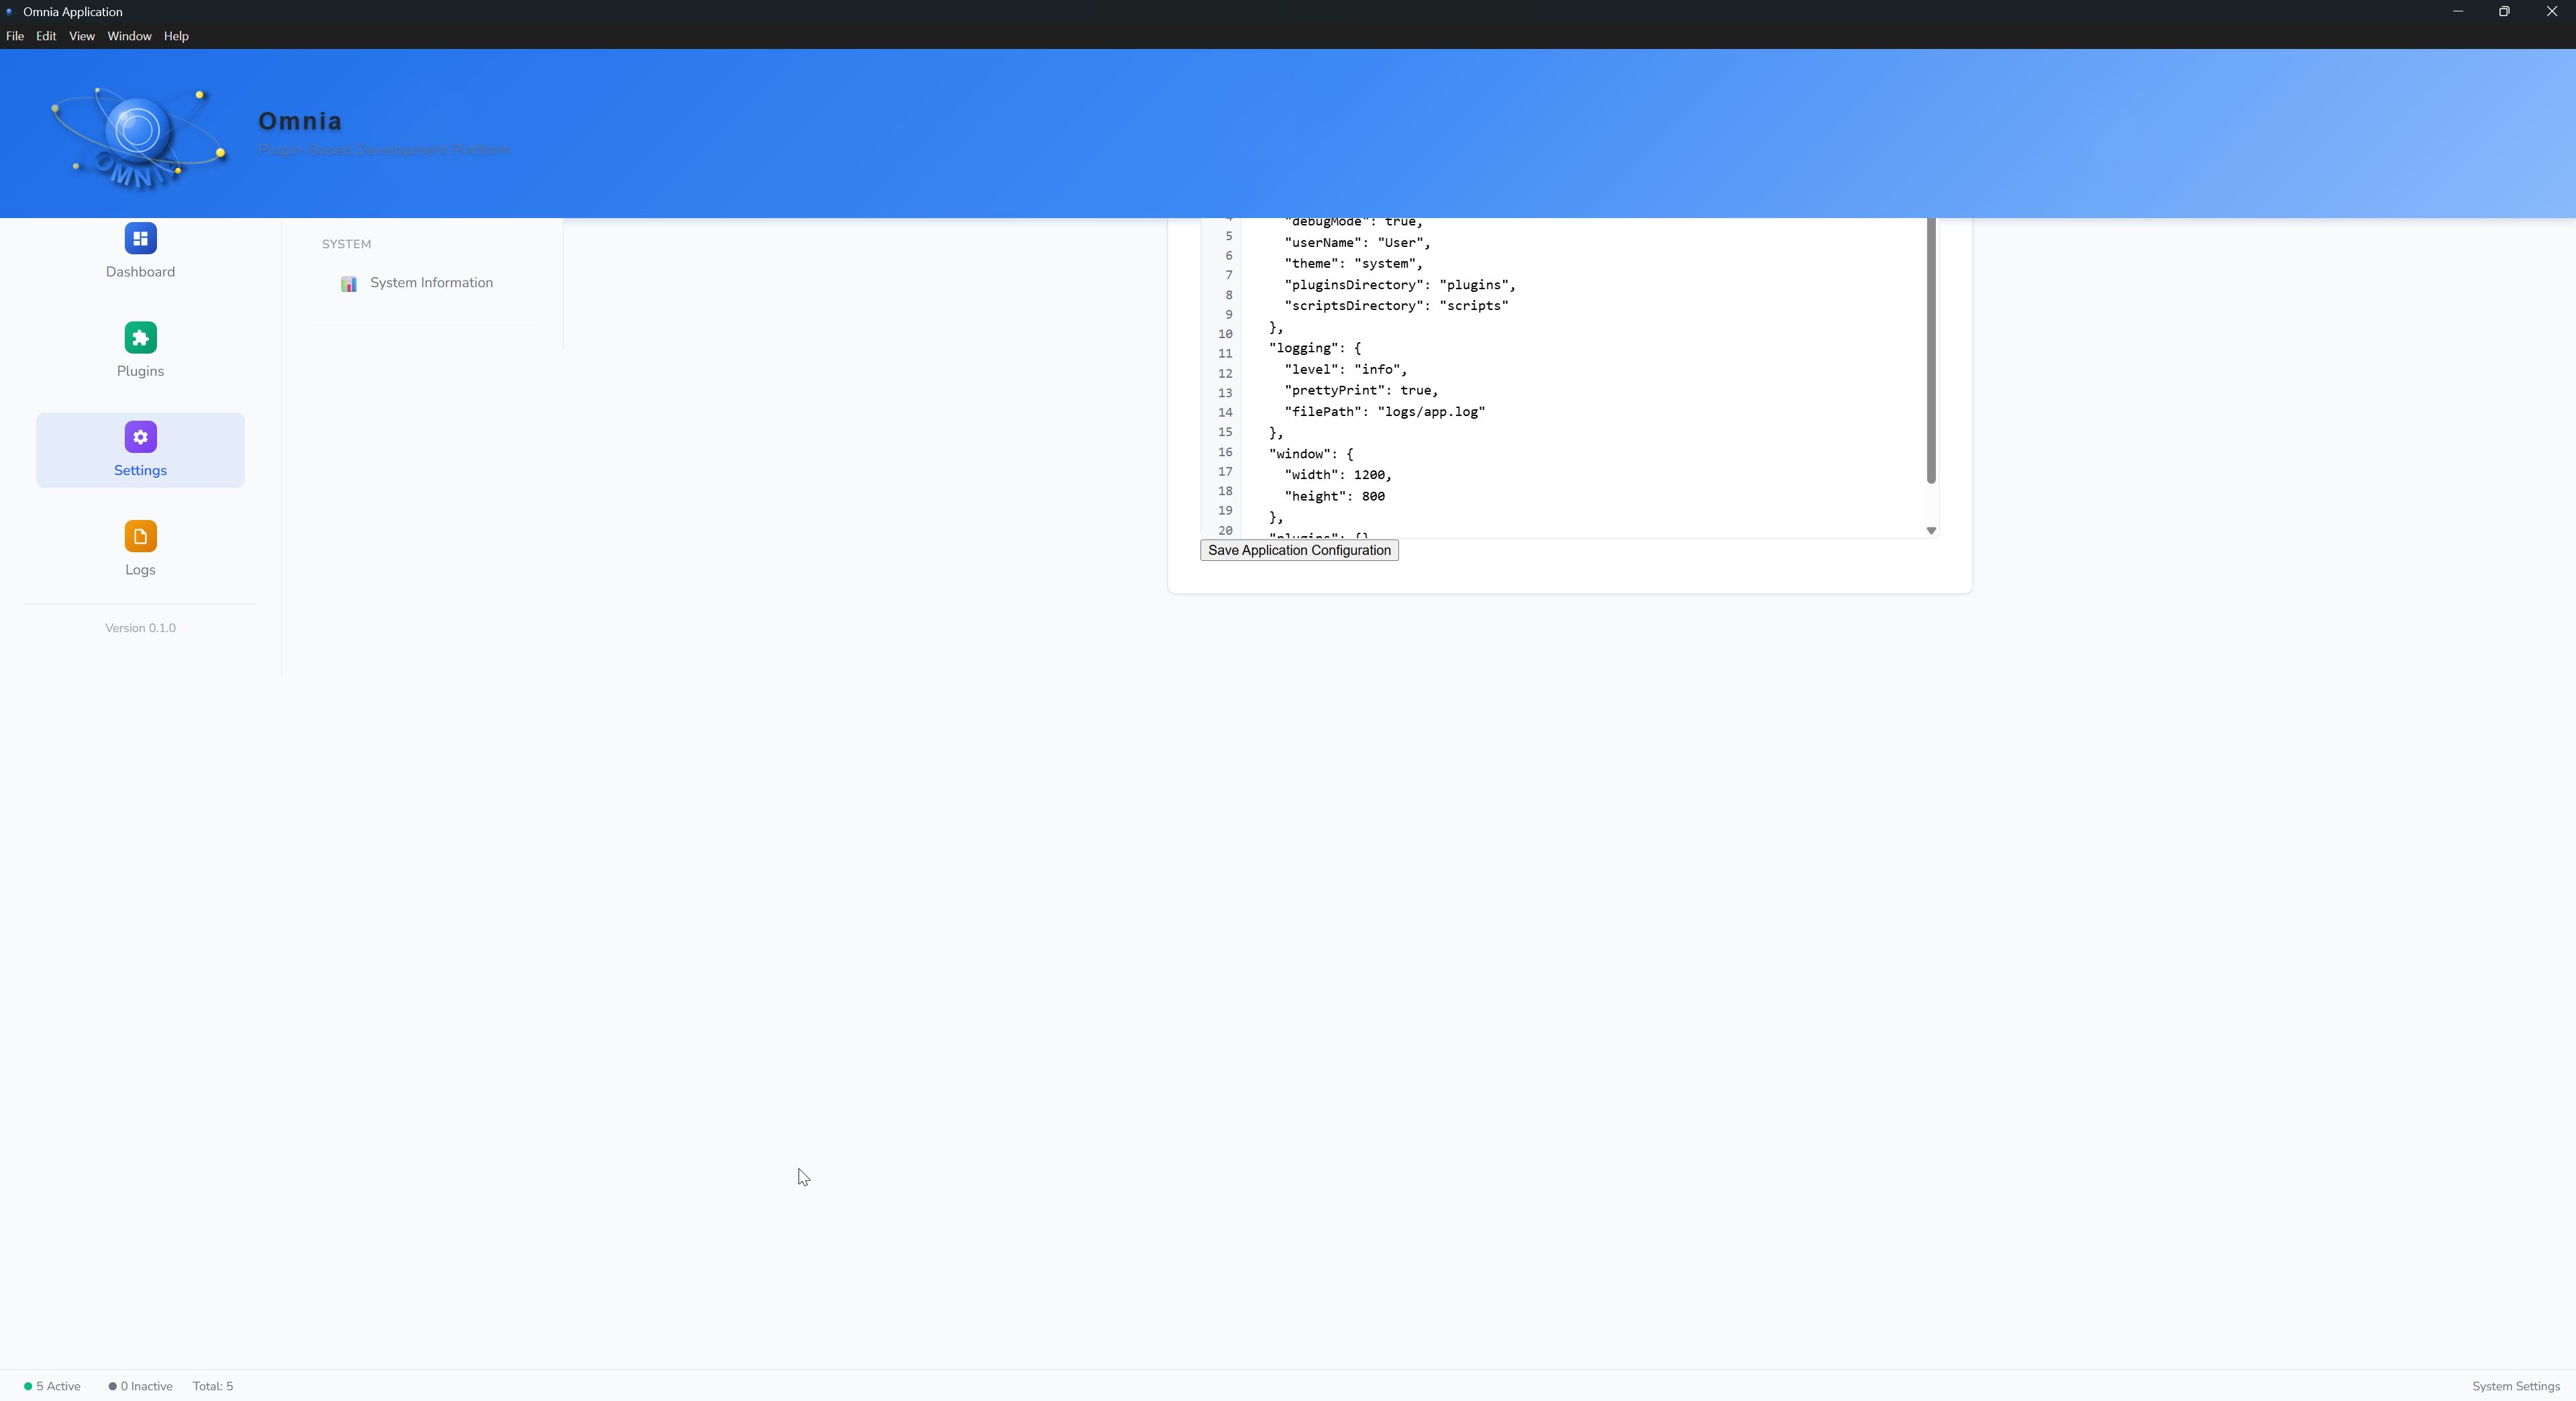 Omnia Application
File Edit View Window Help
OMNI
Omnia
Plugin-Based Development Platform
Dashboard
Plugins
Settings
Logs
Version 0.1.0
SYSTEM
System Information
"debugMode": true,
5 "userName": "User",
6 "theme": "system",
7 "pluginsDirectory": "plugins",
8 "scriptsDirectory": "scripts"
9 },
10 "logging": {
11 "level": "info",
12 "prettyPrint": true,
13 "filePath": "logs/app.log"
14 },
15 "window": {
16 "width": 1200,
17 "height": 800
18 },
19 "plugins": {}
20
Save Application Configuration
5 Active 0 Inactive Total: 5
System Settings